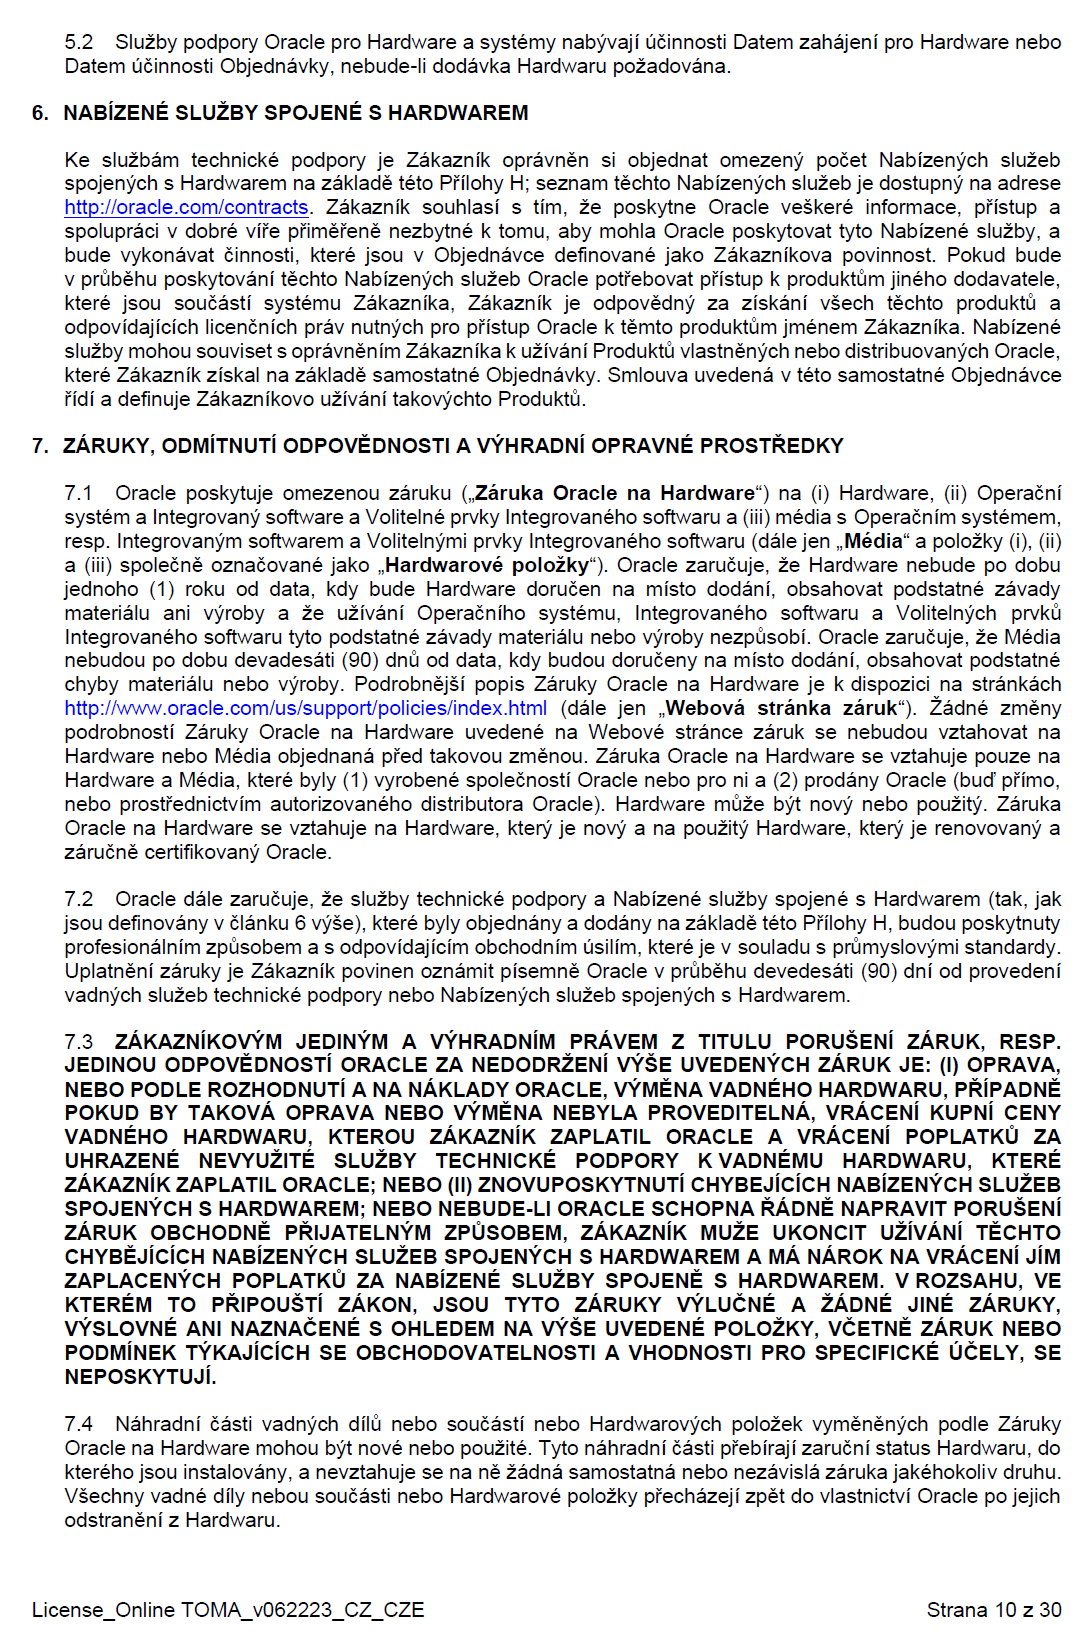 5.2 Služby podpory Oracle pro Hardware a systémy nabývají účinnosti Datem zahájení pro Hardware nebo
Datem účinnosti Objednávky, nebude-li dodávka Hardwaru požadována.
6. NABÍZENÉ SLUŽBY SPOJENÉ S HARDWAREM
Ke službám technické podpory je Zákazník oprávněn si objednat omezený počet Nabízených služeb
spojených s Hardwarem na základě této Přílohy H; seznam těchto Nabízených služeb je dostupný na adrese
http://oracle.com/contracts. Zákazník souhlasí s tím, že poskytne Oracle veškeré informace, přístup a
spolupráci v dobré víře přiměřeně nezbytné k tomu, aby mohla Oracle poskytovat tyto Nabízené služby, a
bude vykonávat činnosti, které jsou v Objednávce definované jako Zákazníkova povinnost. Pokud bude
v průběhu poskytování těchto Nabízených služeb Oracle potřebovat přístup k produktům jiného dodavatele,
které jsou součástí systému Zákazníka, Zákazník je odpovědný za získání všech těchto produktů a
odpovídajících licenčních práv nutných pro přístup Oracle k těmto produktům jménem Zákazníka. Nabízené
služby mohou souviset s oprávněním Zákazníka k užívání Produktů vlastněných nebo distribuovaných Oracle,
které Zákazník získal na základě samostatné Objednávky. Smlouva uvedená v této samostatné Objednávce
řídí a definuje Zákazníkovo užívání takovýchto Produktů.
7. ZÁRUKY, ODMÍTNUTÍ ODPOVĚDNOSTI A VÝHRADNÍ OPRAVNÉ PROSTŘEDKY
7.1 Oracle poskytuje omezenou záruku („Záruka Oracle na Hardware“) na (i) Hardware, (ii) Operační
systém a Integrovaný software a Volitelné prvky Integrovaného softwaru a (iii) média s Operačním systémem,
resp. Integrovaným softwarem a Volitelnými prvky Integrovaného softwaru (dále jen „Média“ a položky (i), (ii)
a (iii) společně označované jako „Hardwarové položky“). Oracle zaručuje, že Hardware nebude po dobu
jednoho (1) roku od data, kdy bude Hardware doručen na místo dodání, obsahovat podstatné závady
materiálu ani výroby a že užívání Operačního systému, Integrovaného softwaru a Volitelných prvků
Integrovaného softwaru tyto podstatné závady materiálu nebo výroby nezpůsobí. Oracle zaručuje, že Média
nebudou po dobu devadesáti (90) dnů od data, kdy budou doručeny na místo dodání, obsahovat podstatné
chyby materiálu nebo výroby. Podrobnější popis Záruky Oracle na Hardware je k dispozici na stránkách
http://www.oracle.com/us/support/policies/index.html (dále jen „Webová stránka záruk“). Žádné změny
podrobností Záruky Oracle na Hardware uvedené na Webové stránce záruk se nebudou vztahovat na
Hardware nebo Média objednaná před takovou změnou. Záruka Oracle na Hardware se vztahuje pouze na
Hardware a Média, které byly (1) vyrobené společností Oracle nebo pro ni a (2) prodány Oracle (buď přímo,
nebo prostřednictvím autorizovaného distributora Oracle). Hardware může být nový nebo použitý. Záruka
Oracle na Hardware se vztahuje na Hardware, který je nový a na použitý Hardware, který je renovovaný a
záručně certifikovaný Oracle.
7.2 Oracle dále zaručuje, že služby technické podpory a Nabízené služby spojené s Hardwarem (tak, jak
jsou definovány v článku 6 výše), které byly objednány a dodány na základě této Přílohy H, budou poskytnuty
profesionálním způsobem a s odpovídajícím obchodním úsilím, které je v souladu s průmyslovými standardy.
Uplatnění záruky je Zákazník povinen oznámit písemně Oracle v průběhu devedesáti (90) dní od provedení
vadných služeb technické podpory nebo Nabízených služeb spojených s Hardwarem.
7.3 ZÁKAZNÍKOVÝM JEDINÝM A VÝHRADNÍM PRÁVEM Z TITULU PORUŠENÍ ZÁRUK, RESP.
JEDINOU ODPOVĚDNOSTÍ ORACLE ZA NEDODRŽENÍ VÝŠE UVEDENÝCH ZÁRUK JE: (I) OPRAVA,
NEBO PODLE ROZHODNUTÍ A NA NÁKLADY ORACLE, VÝMĚNA VADNÉHO HARDWARU, PŘÍPADNĚ
POKUD BY TAKOVÁ OPRAVA NEBO VÝMĚNA NEBYLA PROVEDITELNÁ, VRÁCENÍ KUPNÍ CENY
VADNÉHO HARDWARU, KTEROU ZÁKAZNÍK ZAPLATIL ORACLE A VRÁCENÍ POPLATKŮ ZA
UHRAZENÉ NEVYUŽITÉ SLUŽBY TECHNICKÉ PODPORY K VADNÉMU HARDWARU, KTERÉ
ZÁKAZNÍK ZAPLATIL ORACLE; NEBO (II) ZNOVUPOSKYTNUTÍ CHYBEJÍCÍCH NABÍZENÝCH SLUŽEB
SPOJENÝCH S HARDWAREM; NEBO NEBUDE-LI ORACLE SCHOPNA ŘÁDNĚ NAPRAVIT PORUŠENÍ
ZÁRUK OBCHODNĚ PŘIJATELNÝM ZPŮSOBEM, ZÁKAZNÍK MUŽE UKONCIT UŽÍVÁNÍ TĚCHTO
CHYBĚJÍCÍCH NABÍZENÝCH SLUŽEB SPOJENÝCH S HARDWAREM A MÁ NÁROK NA VRÁCENÍ JÍM
ZAPLACENÝCH POPLATKŮ ZA NABÍZENÉ SLUŽBY SPOJENĚ S HARDWAREM. V ROZSAHU, VE
KTERÉM TO PŘIPOUŠTÍ ZÁKON, JSOU TYTO ZÁRUKY VÝLUČNÉ A ŽÁDNÉ JINÉ ZÁRUKY,
VÝSLOVNÉ ANI NAZNAČENÉ S OHLEDEM NA VÝŠE UVEDENÉ POLOŽKY, VČETNĚ ZÁRUK NEBO
PODMÍNEK TÝKAJÍCÍCH SE OBCHODOVATELNOSTI A VHODNOSTI PRO SPECIFICKÉ ÚČELY, SE
NEPOSKYTUJÍ.
7.4 Náhradní části vadných dílů nebo součástí nebo Hardwarových položek vyměněných podle Záruky
Oracle na Hardware mohou být nové nebo použité. Tyto náhradní části přebírají zaruční status Hardwaru, do
kterého jsou instalovány, a nevztahuje se na ně žádná samostatná nebo nezávislá záruka jakéhokoliv druhu.
Všechny vadné díly nebou součásti nebo Hardwarové položky přecházejí zpět do vlastnictví Oracle po jejich
odstranění z Hardwaru.
License_Online TOMA_v062223_CZ_CZE
Strana 10 z 30